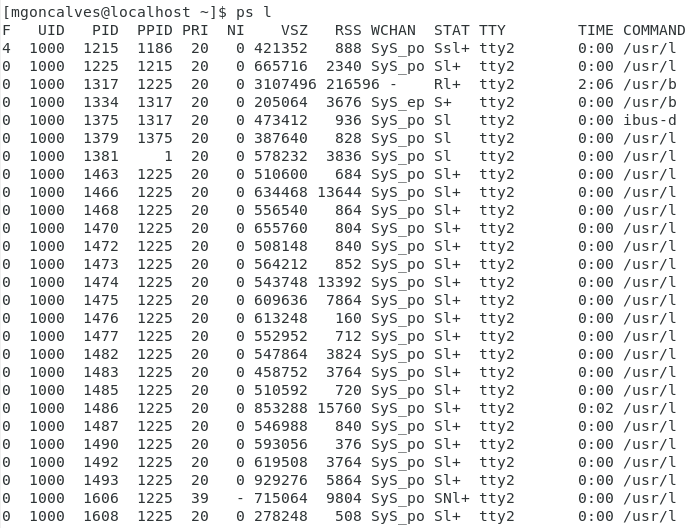 [mgoncalves@localhost ~]$ ps l
F   UID   PID  PPID PRI  NI    VSZ   RSS WCHAN  STAT TTY        TIME COMMAND
4  1000  1215  1186  20   0 421352   888 SyS_po Ssl+ tty2       0:00 /usr/l
0  1000  1225  1215  20   0 665716  2340 SyS_po Sl+  tty2       0:00 /usr/l
0  1000  1317  1225  20   0 3107496 216596 -    Rl+  tty2       2:06 /usr/b
0  1000  1334  1317  20   0 205064  3676 SyS_ep S+   tty2       0:00 /usr/b
0  1000  1375  1317  20   0 473412   936 SyS_po Sl   tty2       0:00 ibus-d
0  1000  1379  1375  20   0 387640   828 SyS_po Sl   tty2       0:00 /usr/l
0  1000  1381     1  20   0 578232  3836 SyS_po Sl   tty2       0:00 /usr/l
0  1000  1463  1225  20   0 510600   684 SyS_po Sl+  tty2       0:00 /usr/l
0  1000  1466  1225  20   0 634468 13644 SyS_po Sl+  tty2       0:00 /usr/l
0  1000  1468  1225  20   0 556540   864 SyS_po Sl+  tty2       0:00 /usr/l
0  1000  1470  1225  20   0 655760   804 SyS_po Sl+  tty2       0:00 /usr/l
0  1000  1472  1225  20   0 508148   840 SyS_po Sl+  tty2       0:00 /usr/l
0  1000  1473  1225  20   0 564212   852 SyS_po Sl+  tty2       0:00 /usr/l
0  1000  1474  1225  20   0 543748 13392 SyS_po Sl+  tty2       0:00 /usr/l
0  1000  1475  1225  20   0 609636  7864 SyS_po Sl+  tty2       0:00 /usr/l
0  1000  1476  1225  20   0 613248   160 SyS_po Sl+  tty2       0:00 /usr/l
0  1000  1477  1225  20   0 552952   712 SyS_po Sl+  tty2       0:00 /usr/l
0  1000  1482  1225  20   0 547864  3824 SyS_po Sl+  tty2       0:00 /usr/l
0  1000  1483  1225  20   0 458752  3764 SyS_po Sl+  tty2       0:00 /usr/l
0  1000  1485  1225  20   0 510592   720 SyS_po Sl+  tty2       0:00 /usr/l
0  1000  1486  1225  20   0 853288 15760 SyS_po Sl+  tty2       0:02 /usr/l
0  1000  1487  1225  20   0 546988   840 SyS_po Sl+  tty2       0:00 /usr/l
0  1000  1490  1225  20   0 593056   376 SyS_po Sl+  tty2       0:00 /usr/l
0  1000  1492  1225  20   0 619508  3764 SyS_po Sl+  tty2       0:00 /usr/l
0  1000  1493  1225  20   0 929276  5864 SyS_po Sl+  tty2       0:00 /usr/l
0  1000  1606  1225  39   - 715064  9804 SyS_po SNl+ tty2       0:00 /usr/l
0  1000  1608  1225  20   0 278248   508 SyS_po Sl+  tty2       0:00 /usr/l